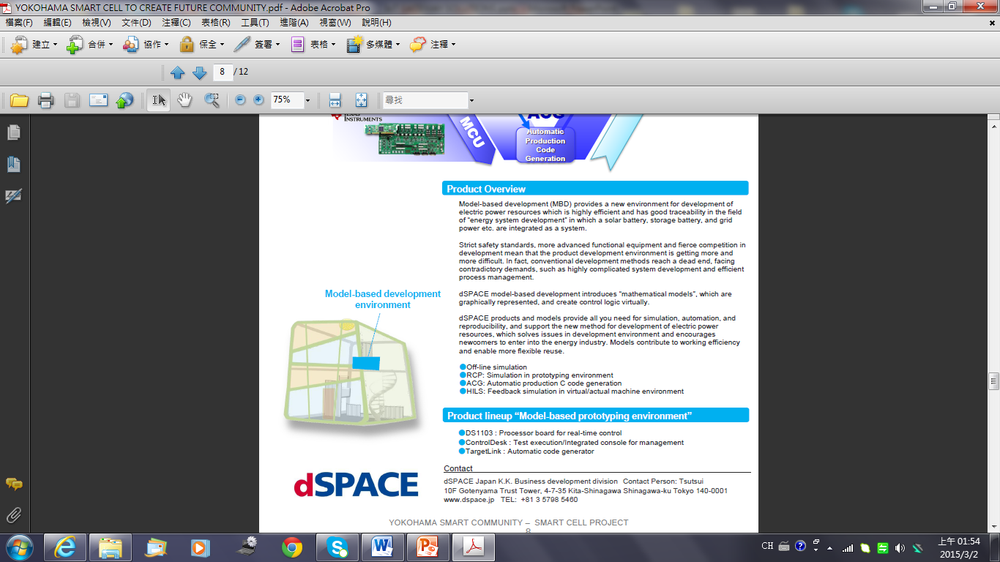 YOKOHAMA SMART CELL TO CREATE FUTURE COMMUNITY.pdf - Adobe Acrobat Pro
檔案(F) 編輯(E) 檢視(V) 文件(D) 注釋(C) 表格(R) 工具(T) 進階(A) 視窗(W) 說明(H)
建立 合併 協作 保全 簽署 表格 多媒體 注釋
8 / 12
75% 尋找
TEXAS
INSTRUMENTS
MCU
ACG
Automatic
Production
Code
Generation
Product Overview
Model-based development (MBD) provides a new environment for development of
electric power resources which is highly efficient and has good traceability in the field
of “energy system development” in which a solar battery, storage battery, and grid
power etc. are integrated as a system.
Strict safety standards, more advanced functional equipment and fierce competition in
development mean that the product development environment is getting more and
more difficult. In fact, conventional development methods reach a dead end, facing
contradictory demands, such as highly complicated system development and efficient
process management.
dSPACE model-based development introduces “mathematical models”, which are
graphically represented, and create control logic virtually.
dSPACE products and models provide all you need for simulation, automation, and
reproducibility, and support the new method for development of electric power
resources, which solves issues in development environment and encourages
newcomers to enter into the energy industry. Models contribute to working efficiency
and enable more flexible reuse.
●Off-line simulation
●RCP: Simulation in prototyping environment
●ACG: Automatic production C code generation
●HILS: Feedback simulation in virtual/actual machine environment
Model-based development
environment
Product lineup “Model-based prototyping environment”
●DS1103 : Processor board for real-time control
●ControlDesk : Test execution/Integrated console for management
●TargetLink : Automatic code generator
Contact
dSPACE
dSPACE Japan K.K. Business development division Contact Person: Tsutsui
10F Gotenyama Trust Tower, 4-7-35 Kita-Shinagawa Shinagawa-ku Tokyo 140-0001
www.dspace.jp TEL: +81 3 5798 5460
YOKOHAMA SMART COMMUNITY – SMART CELL PROJECT
8
CH
上午 01:54
2015/3/2